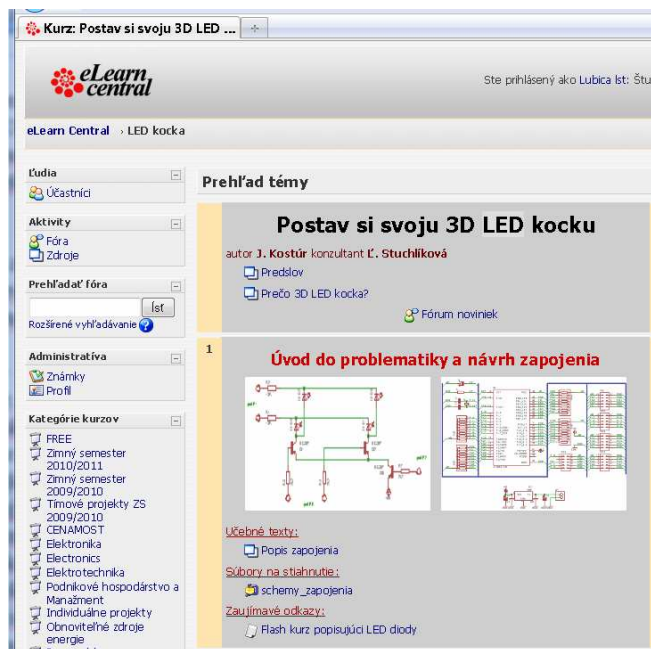 Kurz: Postav si svoju 3D LED ...
eLearn
central
Ste prihlásený ako Lubica Ist: Štu
eLearn Central › LED kocka
Ľudia
Účastníci
Aktivity
Fóra
Zdroje
Prehľadať fóra
Ísť
Rozšírené vyhľadávanie
Administratíva
Známky
Profil
Kategórie kurzov
FREE
Zimný semester
2010/2011
Zimný semester
2009/2010
Tímové projekty ZS
2009/2010
CENAMOST
Elektronika
Electronics
Elektrotechnika
Podnikové hospodárstvo a
Manažment
Individuálne projekty
Obnoviteľné zdroje
energie
Prehľad témy
Postav si svoju 3D LED kocku
autor J. Kostúr konzultant Ľ. Stuchlíková
Predslov
Prečo 3D LED kocka?
Fórum noviniek
1
Úvod do problematiky a návrh zapojenia
Učebné texty:
Popis zapojenia
Súbory na stiahnutie:
schemy_zapojenia
Zaujímavé odkazy:
Flash kurz popisujúci LED diody